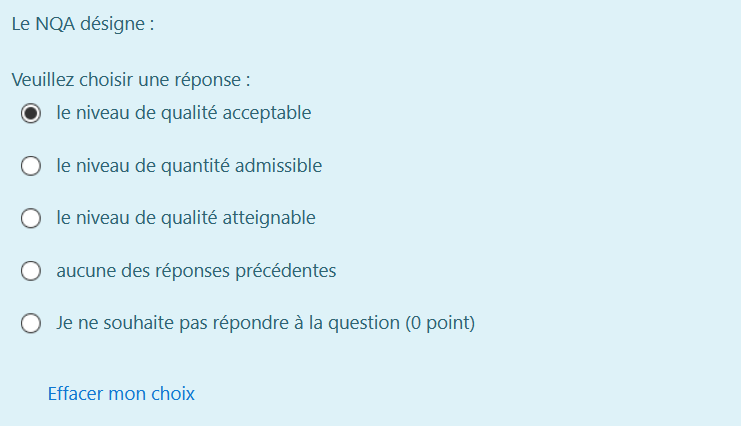 Le NQA désigne :
Veuillez choisir une réponse :
le niveau de qualité acceptable
le niveau de quantité admissible
le niveau de qualité atteignable
aucune des réponses précédentes
Je ne souhaite pas répondre à la question (0 point)
Effacer mon choix